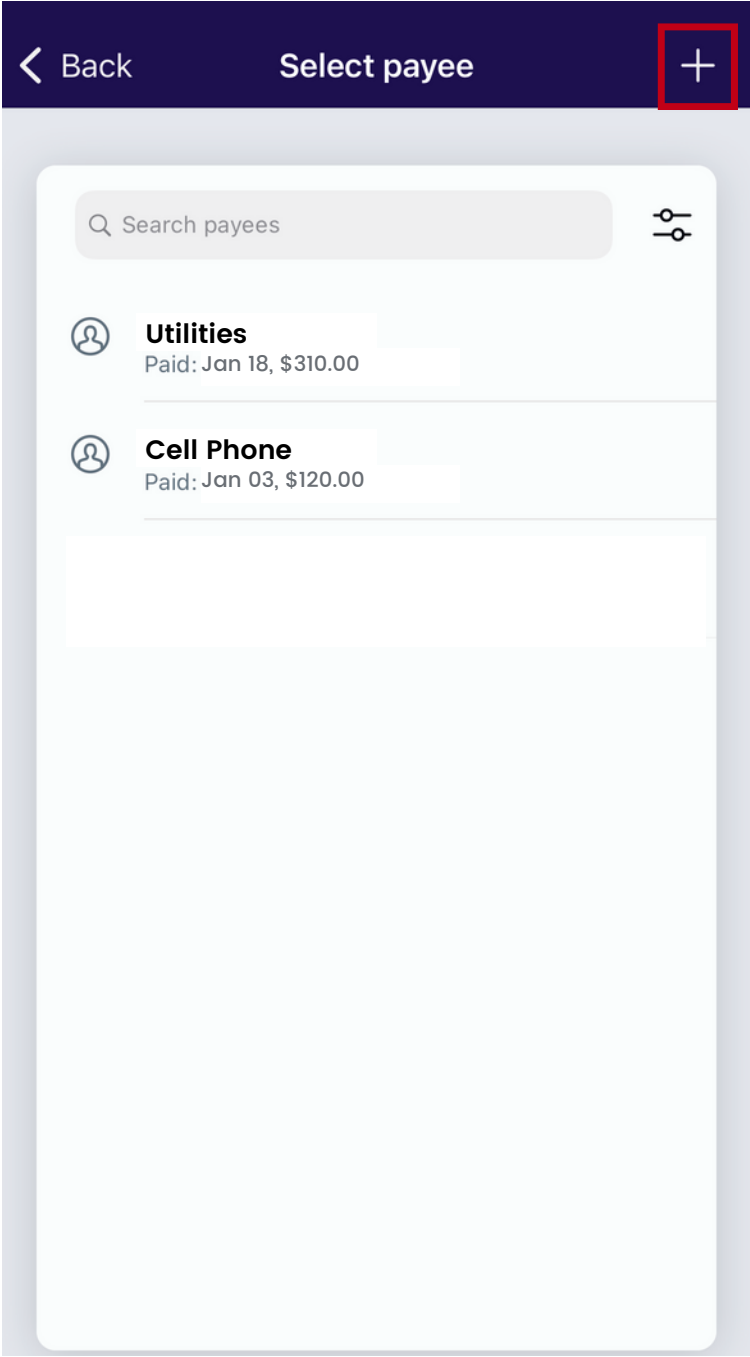 Back
Select payee
Search payees
Utilities
Paid: Jan 18, $310.00
Cell Phone
Paid: Jan 03, $120.00